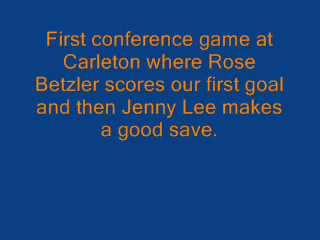 First conference game at
Carleton where Rose
Betzler scores our first goal
and then Jenny Lee makes
a good save.